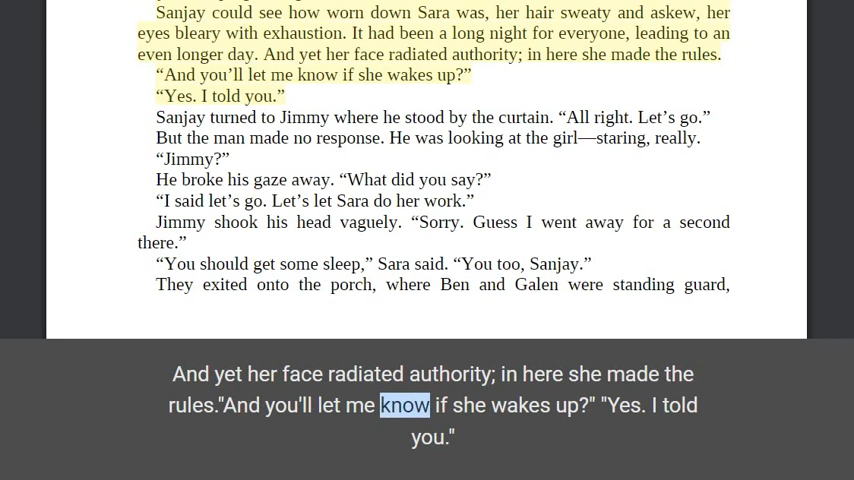 Sanjay could see how worn down Sara was, her hair sweaty and askew, her
eyes bleary with exhaustion. It had been a long night for everyone, leading to an
even longer day. And yet her face radiated authority; in here she made the rules.
“And you’ll let me know if she wakes up?”
“Yes. I told you.”
Sanjay turned to Jimmy where he stood by the curtain. “All right. Let’s go.”
But the man made no response. He was looking at the girl—staring, really.
“Jimmy?”
He broke his gaze away. “What did you say?”
“I said let’s go. Let’s let Sara do her work.”
Jimmy shook his head vaguely. “Sorry. Guess I went away for a second
there.”
“You should get some sleep,” Sara said. “You too, Sanjay.”
They exited onto the porch, where Ben and Galen were standing guard,
And yet her face radiated authority; in here she made the
rules."And you'll let me know if she wakes up?" "Yes. I told
you."